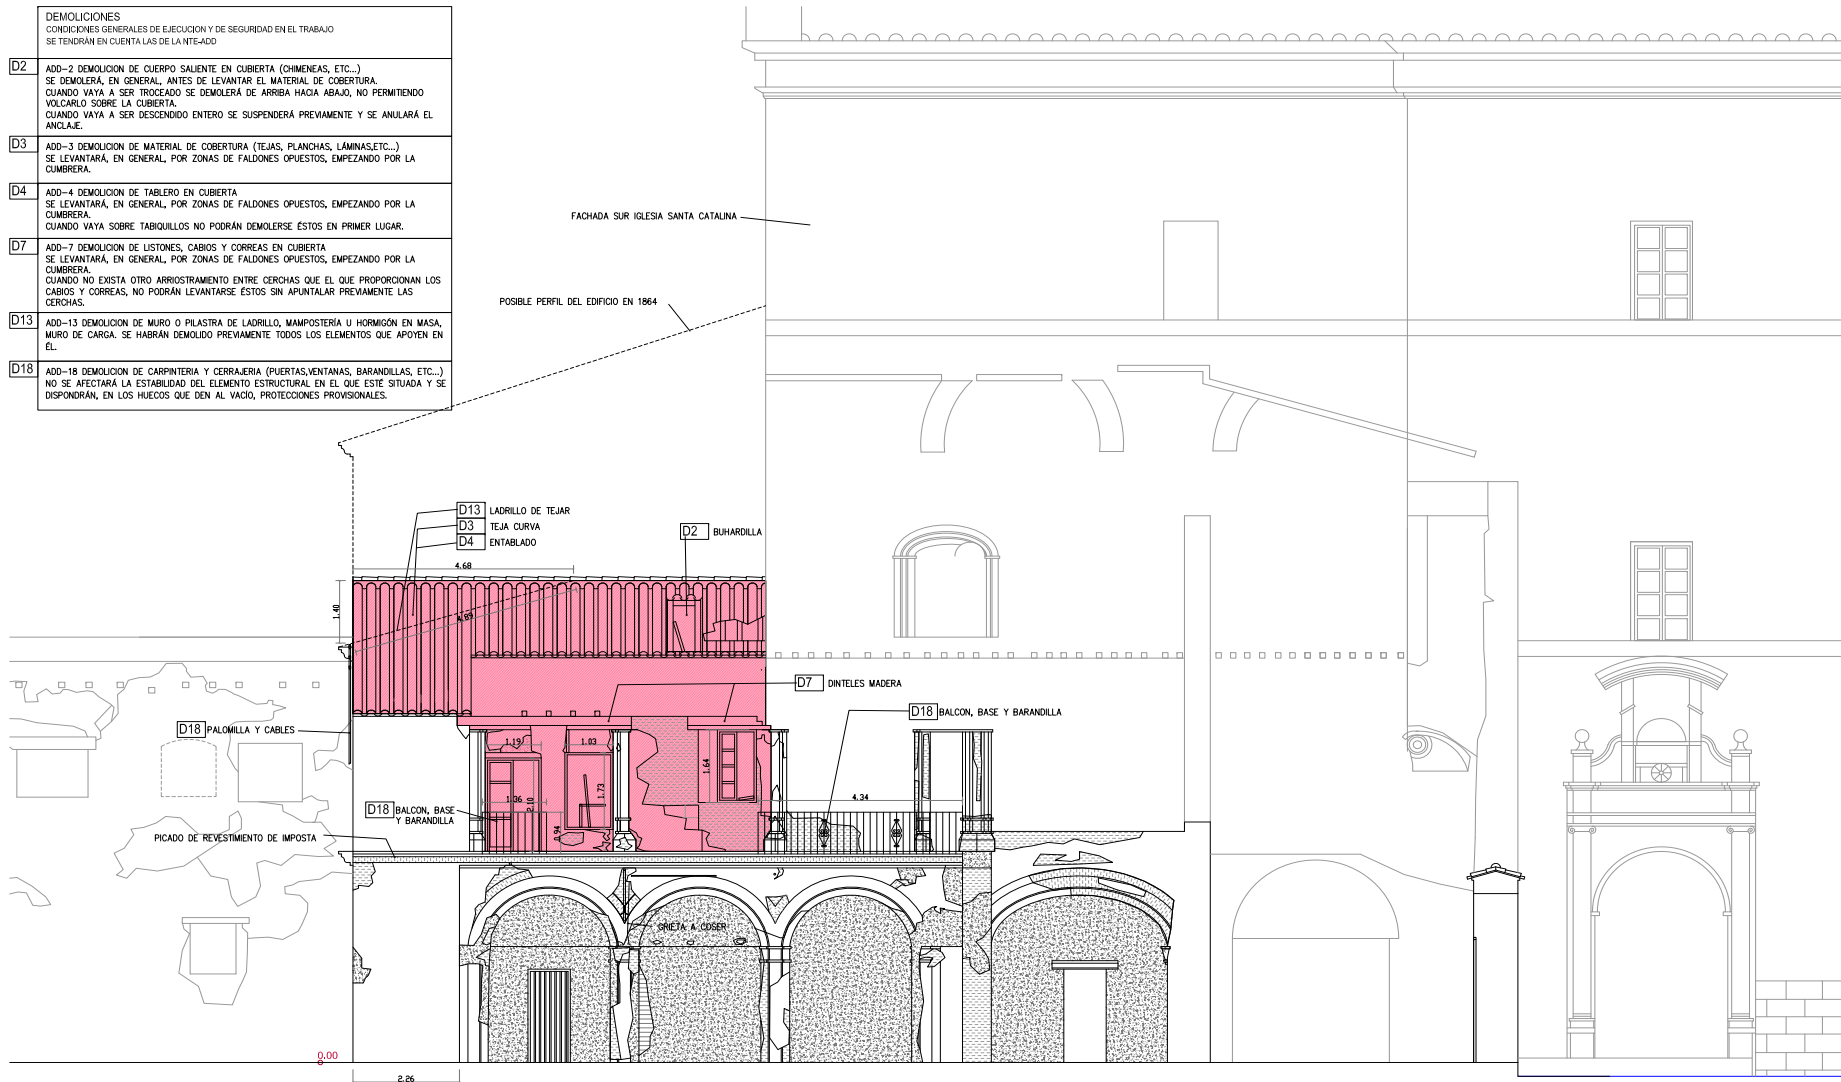 DEMOLICIONES
CONDICIONES GENERALES DE EJECUCION Y DE SEGURIDAD EN EL TRABAJO
SE TENDRÁN EN CUENTA LAS DE LA NTE-ADD
D2
ADD-2 DEMOLICION DE CUERPO SALIENTE EN CUBIERTA (CHIMENEAS, ETC...)
SE DEMOLERÁ, EN GENERAL, ANTES DE LEVANTAR EL MATERIAL DE COBERTURA.
CUANDO VAYA A SER TROCEADO SE DEMOLERÁ DE ARRIBA HACIA ABAJO, NO PERMITIENDO
VOLCARLO SOBRE LA CUBIERTA.
CUANDO VAYA A SER DESCENDIDO ENTERO SE SUSPENDERÁ PREVIAMENTE Y SE ANULARÁ EL
ANCLAJE.
D3
ADD-3 DEMOLICION DE MATERIAL DE COBERTURA (TEJAS, PLANCHAS, LÁMINAS,ETC...)
SE LEVANTARÁ, EN GENERAL, POR ZONAS DE FALDONES OPUESTOS, EMPEZANDO POR LA
CUMBRERA.
D4
ADD-4 DEMOLICION DE TABLERO EN CUBIERTA
SE LEVANTARÁ, EN GENERAL, POR ZONAS DE FALDONES OPUESTOS, EMPEZANDO POR LA
CUMBRERA.
CUANDO VAYA SOBRE TABIQUILLOS NO PODRÁN DEMOLERSE ÉSTOS EN PRIMER LUGAR.
D7
ADD-7 DEMOLICION DE LISTONES, CABIOS Y CORREAS EN CUBIERTA
SE LEVANTARÁ, EN GENERAL, POR ZONAS DE FALDONES OPUESTOS, EMPEZANDO POR LA
CUMBRERA.
CUANDO NO EXISTA OTRO ARRIOSTRAMIENTO ENTRE CERCHAS QUE EL QUE PROPORCIONAN LOS
CABIOS Y CORREAS, NO PODRÁN LEVANTARSE ÉSTOS SIN APUNTALAR PREVIAMENTE LAS
CERCHAS.
D13
ADD-13 DEMOLICION DE MURO O PILASTRA DE LADRILLO, MAMPOSTERÍA U HORMIGÓN EN MASA,
MURO DE CARGA. SE HABRÁN DEMOLIDO PREVIAMENTE TODOS LOS ELEMENTOS QUE APOYEN EN
ÉL.
D18
ADD-18 DEMOLICION DE CARPINTERIA Y CERRAJERIA (PUERTAS,VENTANAS, BARANDILLAS, ETC...)
NO SE AFECTARÁ LA ESTABILIDAD DEL ELEMENTO ESTRUCTURAL EN EL QUE ESTÉ SITUADA Y SE
DISPONDRÁN, EN LOS HUECOS QUE DEN AL VACÍO, PROTECCIONES PROVISIONALES.
FACHADA SUR IGLESIA SANTA CATALINA
POSIBLE PERFIL DEL EDIFICIO EN 1864
D13 LADRILLO DE TEJAR
D3 TEJA CURVA
D4 ENTABLADO
D2 BUHARDILLA
4.68
1.40
4.85
D7 DINTELES MADERA
D18 BALCON, BASE Y BARANDILLA
D18 PALOMILLA Y CABLES
1.19
1.03
1.64
1.73
2.10
1.36
4.34
0.94
D18 BALCON, BASE
Y BARANDILLA
PICADO DE REVESTIMIENTO DE IMPOSTA
GRIETA A COSER
0.00
2.26